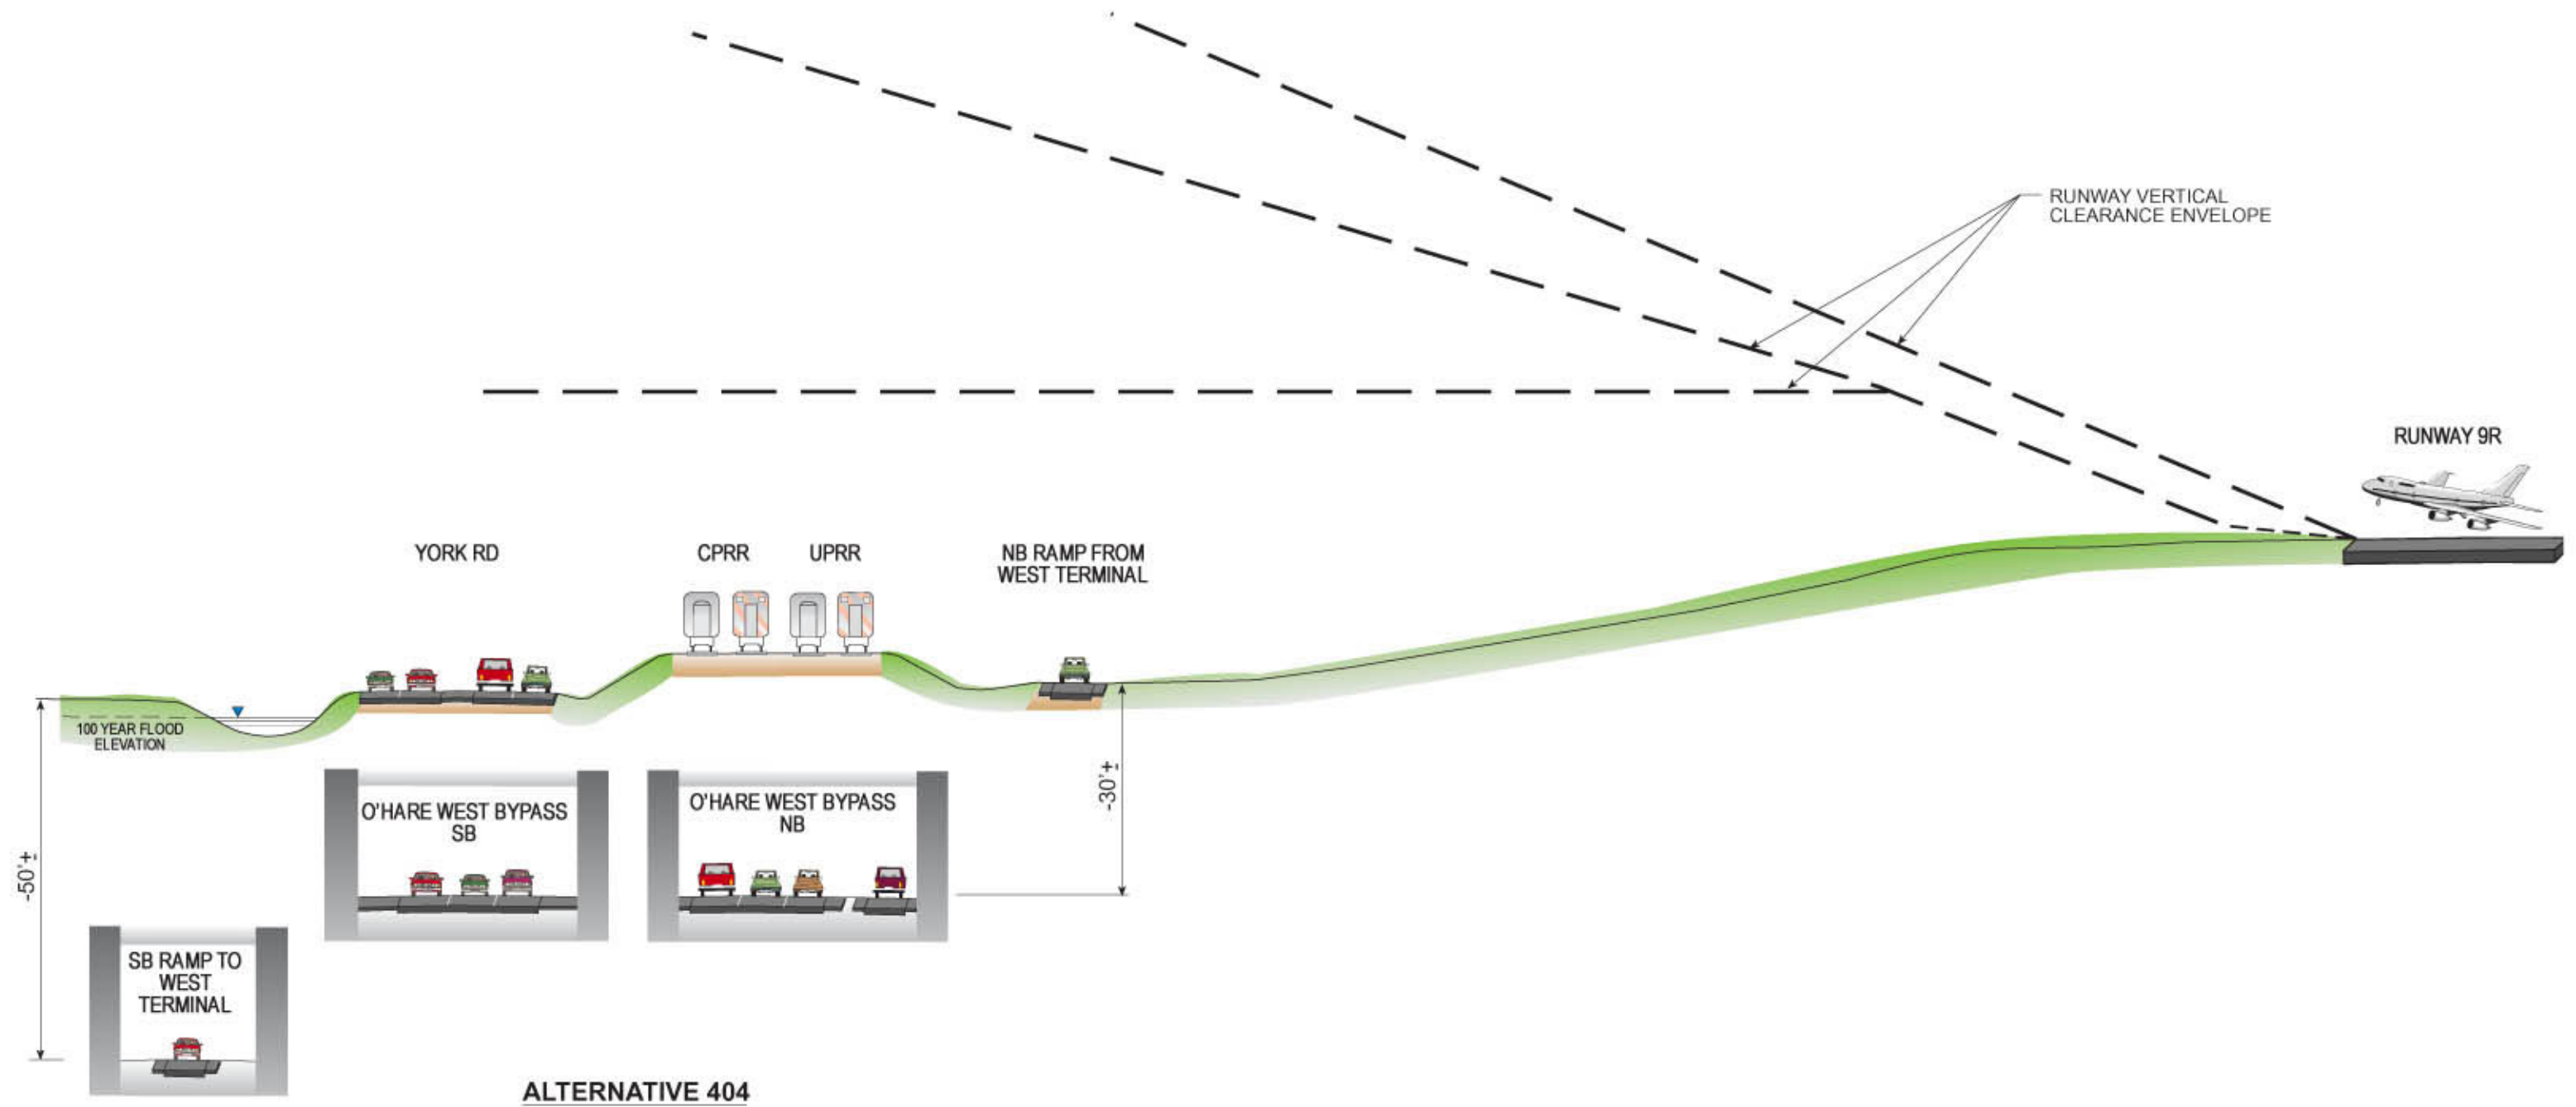 RUNWAY VERTICAL
CLEARANCE ENVELOPE
RUNWAY 9R
YORK RD
CPRR
UPRR
NB RAMP FROM
WEST TERMINAL
100 YEAR FLOOD
ELEVATION
O'HARE WEST BYPASS
SB
O'HARE WEST BYPASS
NB
-30'±
-50'±
SB RAMP TO
WEST
TERMINAL
ALTERNATIVE 404